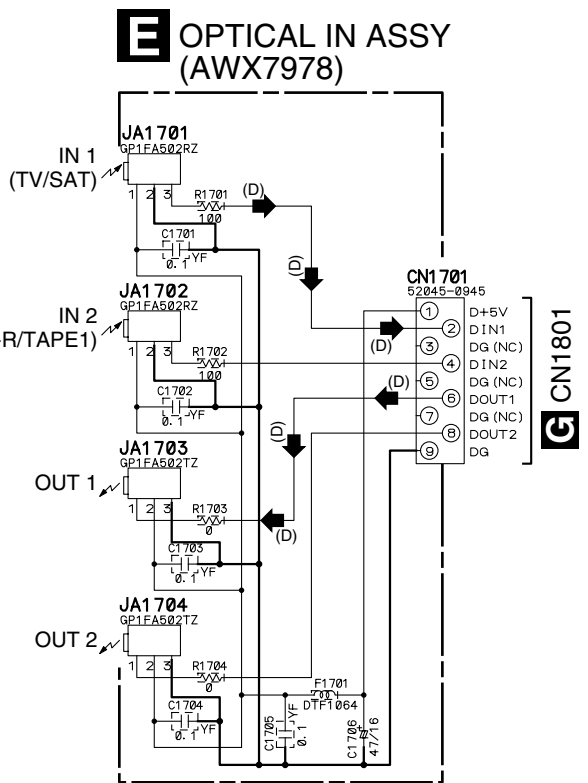 E OPTICAL IN ASSY
(AWX7978)
JA1701
GP1FA502RZ
IN 1
(TV/SAT)
1 2 3
R1701
100
(D)
C1701
0.1 YF
(D)
JA1702
GP1FA502RZ
IN 2
-R/TAPE1)
1 2 3
R1702
100
(D)
C1702
0.1 YF
(D)
CN1701
52045-0945
1 D+5V
2 DIN1
3 DG(NC)
4 DIN2
5 DG(NC)
6 DOUT1
7 DG(NC)
8 DOUT2
9 DG
G CN1801
JA1703
GP1FA502TZ
OUT 1
1 2 3
R1703
0
(D)
(D)
C1703
0.1 YF
JA1704
GP1FA502TZ
OUT 2
1 2 3
R1704
0
C1704
0.1 YF
F1701
DTF1064
C1705
0.1 YF
C1706
47/16
+